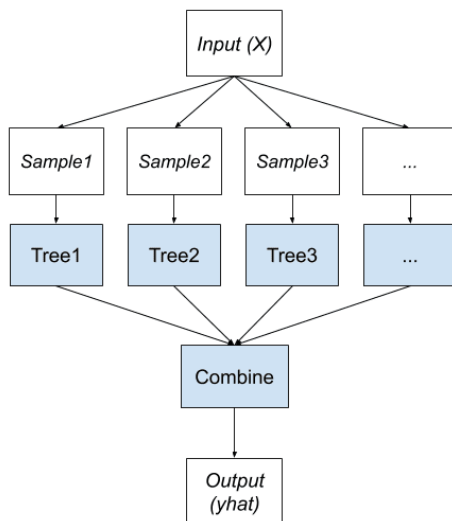 Input (X)
Sample1
Sample2
Sample3
...
Tree1
Tree2
Tree3
...
Combine
Output
(yhat)